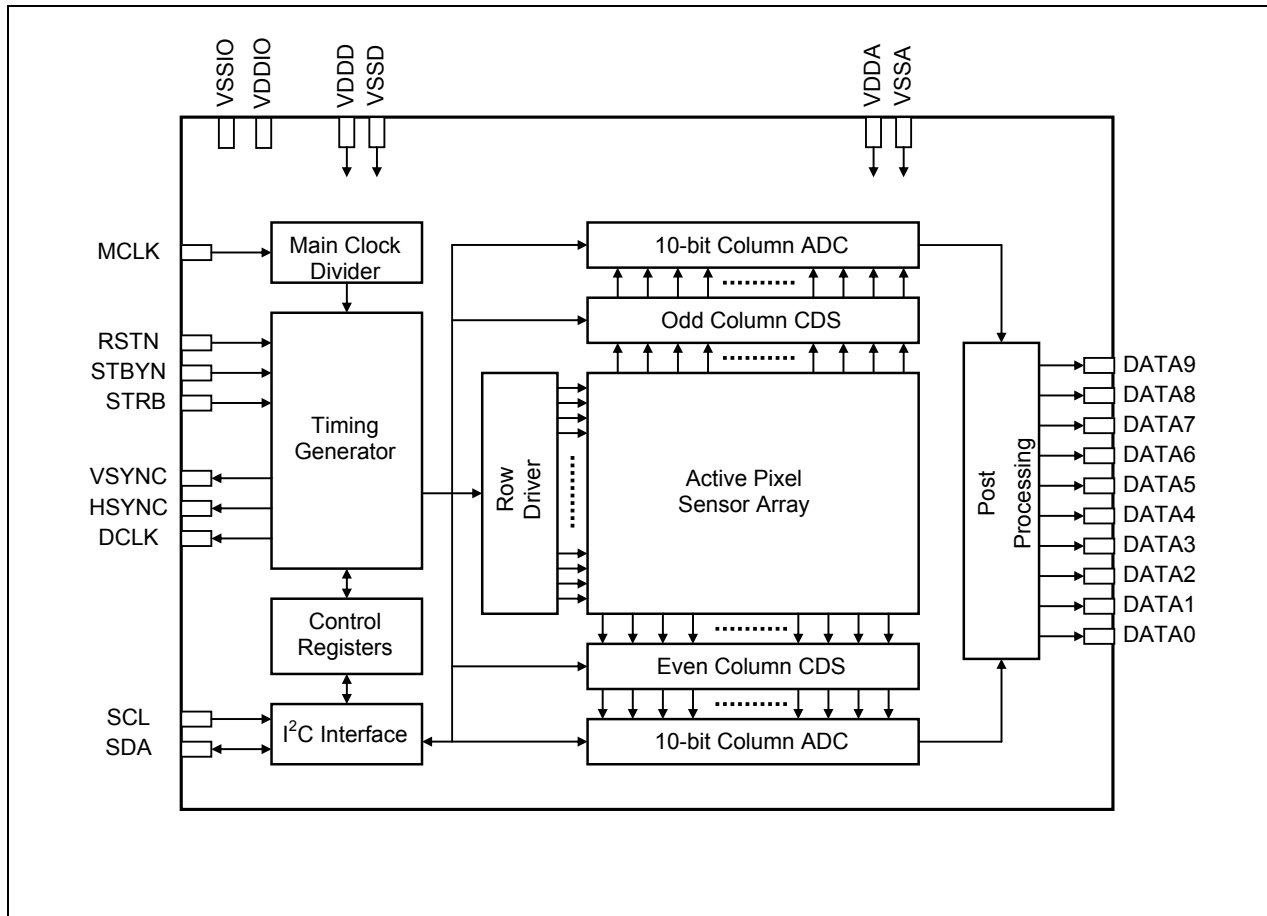 VSSIO
VDDIO
VDDD
VSSD
VDDA
VSSA
MCLK
Main Clock
Divider
10-bit Column ADC
Odd Column CDS
RSTN
STBYN
STRB
Timing
Generator
VSYNC
HSYNC
DCLK
Row
Driver
Active Pixel
Sensor Array
Post
Processing
DATA9
DATA8
DATA7
DATA6
DATA5
DATA4
DATA3
DATA2
DATA1
DATA0
Control
Registers
Even Column CDS
SCL
SDA
I²C Interface
10-bit Column ADC